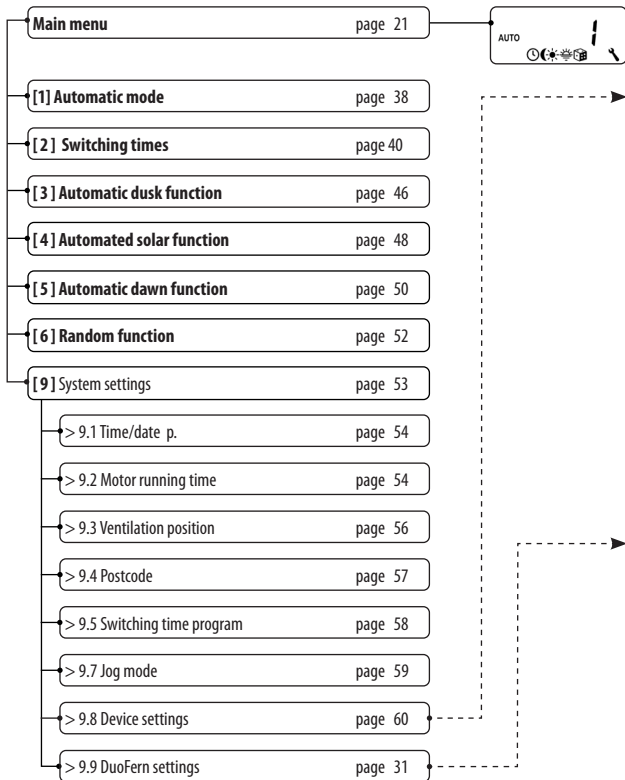 Main menu page 21
AUTO 1
[1] Automatic mode page 38
[ 2 ] Switching times page 40
[ 3 ] Automatic dusk function page 46
[ 4 ] Automated solar function page 48
[ 5 ] Automatic dawn function page 50
[ 6 ] Random function page 52
[ 9 ] System settings page 53
> 9.1 Time/date p. page 54
> 9.2 Motor running time page 54
> 9.3 Ventilation position page 56
> 9.4 Postcode page 57
> 9.5 Switching time program page 58
> 9.7 Jog mode page 59
> 9.8 Device settings page 60
> 9.9 DuoFern settings page 31